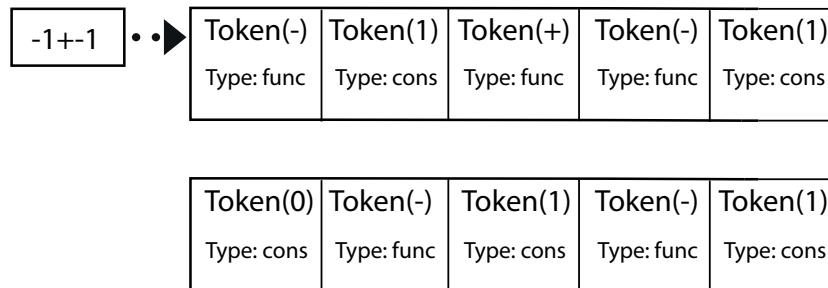 -1+-1
Token(-) Token(1) Token(+) Token(-) Token(1)
Type: func Type: cons Type: func Type: func Type: cons
Token(0) Token(-) Token(1) Token(-) Token(1)
Type: cons Type: func Type: cons Type: func Type: cons